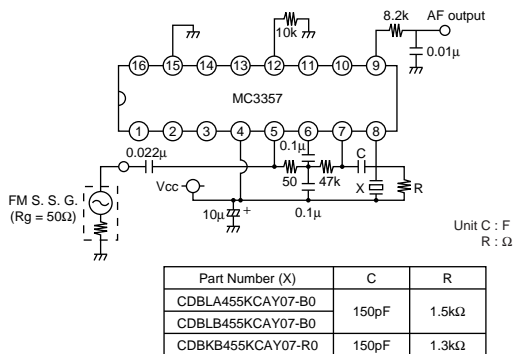 8.2k
AF output
10k
0.01μ
16 15 14 13 12 11 10 9
MC3357
1 2 3 4 5 6 7 8
0.1μ
0.022μ
C
50
47k
Vcc
X
R
FM S. S. G.
(Rg = 50Ω)
10μ
+
0.1μ
Unit C : F
R : Ω
Part Number (X) C R
CDBLA455KCAY07-B0 150pF 1.5kΩ
CDBLB455KCAY07-B0
CDBKB455KCAY07-R0 150pF 1.3kΩ